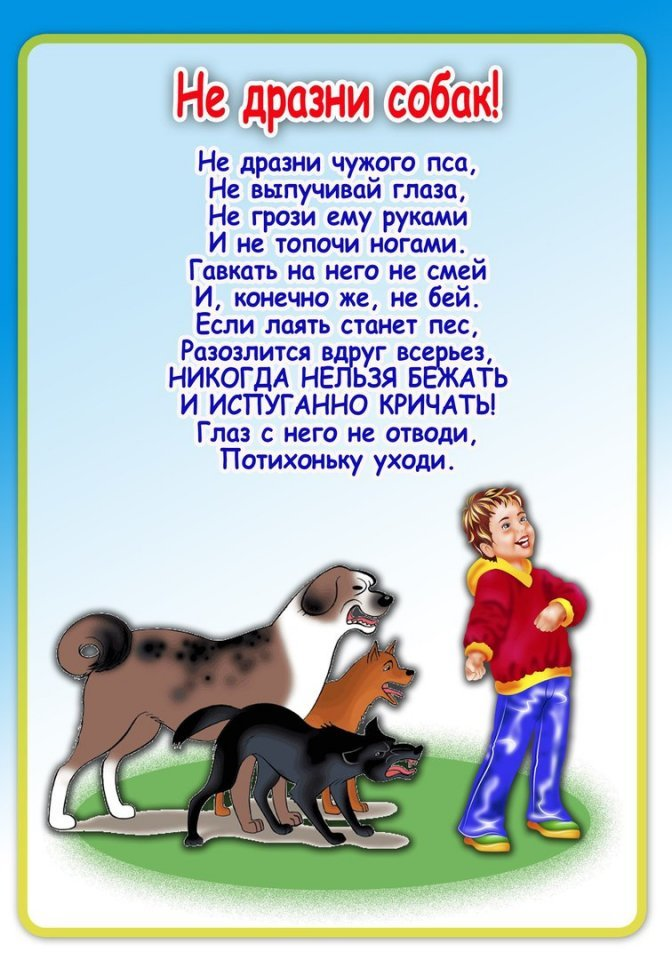 Не дразни собак!
Не дразни чужого пса,
Не выпучивай глаза,
Не грози ему руками
И не топочи ногами.
Гавкать на него не смей
И, конечно же, не бей.
Если лаять станет пес,
Разозлится вдруг всерьез,
НИКОГДА НЕЛЬЗЯ БЕЖАТЬ
И ИСПУГАННО КРИЧАТЬ!
Глаз с него не отводи,
Потихоньку уходи.